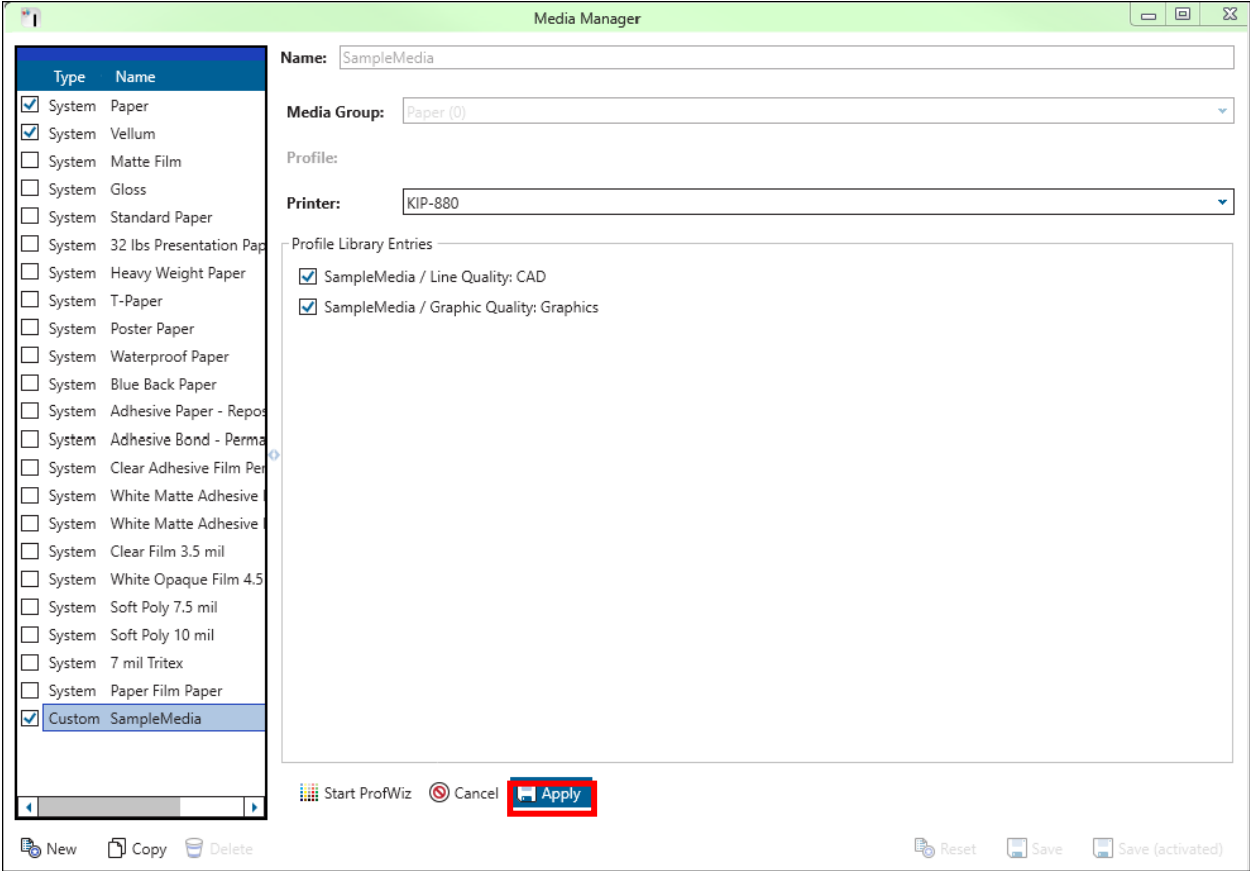 Media Manager
Type Name
System Paper
System Vellum
System Matte Film
System Gloss
System Standard Paper
System 32 lbs Presentation Pap
System Heavy Weight Paper
System T-Paper
System Poster Paper
System Waterproof Paper
System Blue Back Paper
System Adhesive Paper - Repos
System Adhesive Bond - Perma
System Clear Adhesive Film Per
System White Matte Adhesive
System White Matte Adhesive
System Clear Film 3.5 mil
System White Opaque Film 4.5
System Soft Poly 7.5 mil
System Soft Poly 10 mil
System 7 mil Tritex
System Paper Film Paper
Custom SampleMedia
Name: SampleMedia
Media Group: Paper (0)
Profile:
Printer: KIP-880
Profile Library Entries
SampleMedia / Line Quality: CAD
SampleMedia / Graphic Quality: Graphics
Start ProfWiz Cancel Apply
New Copy Delete Reset Save Save (activated)